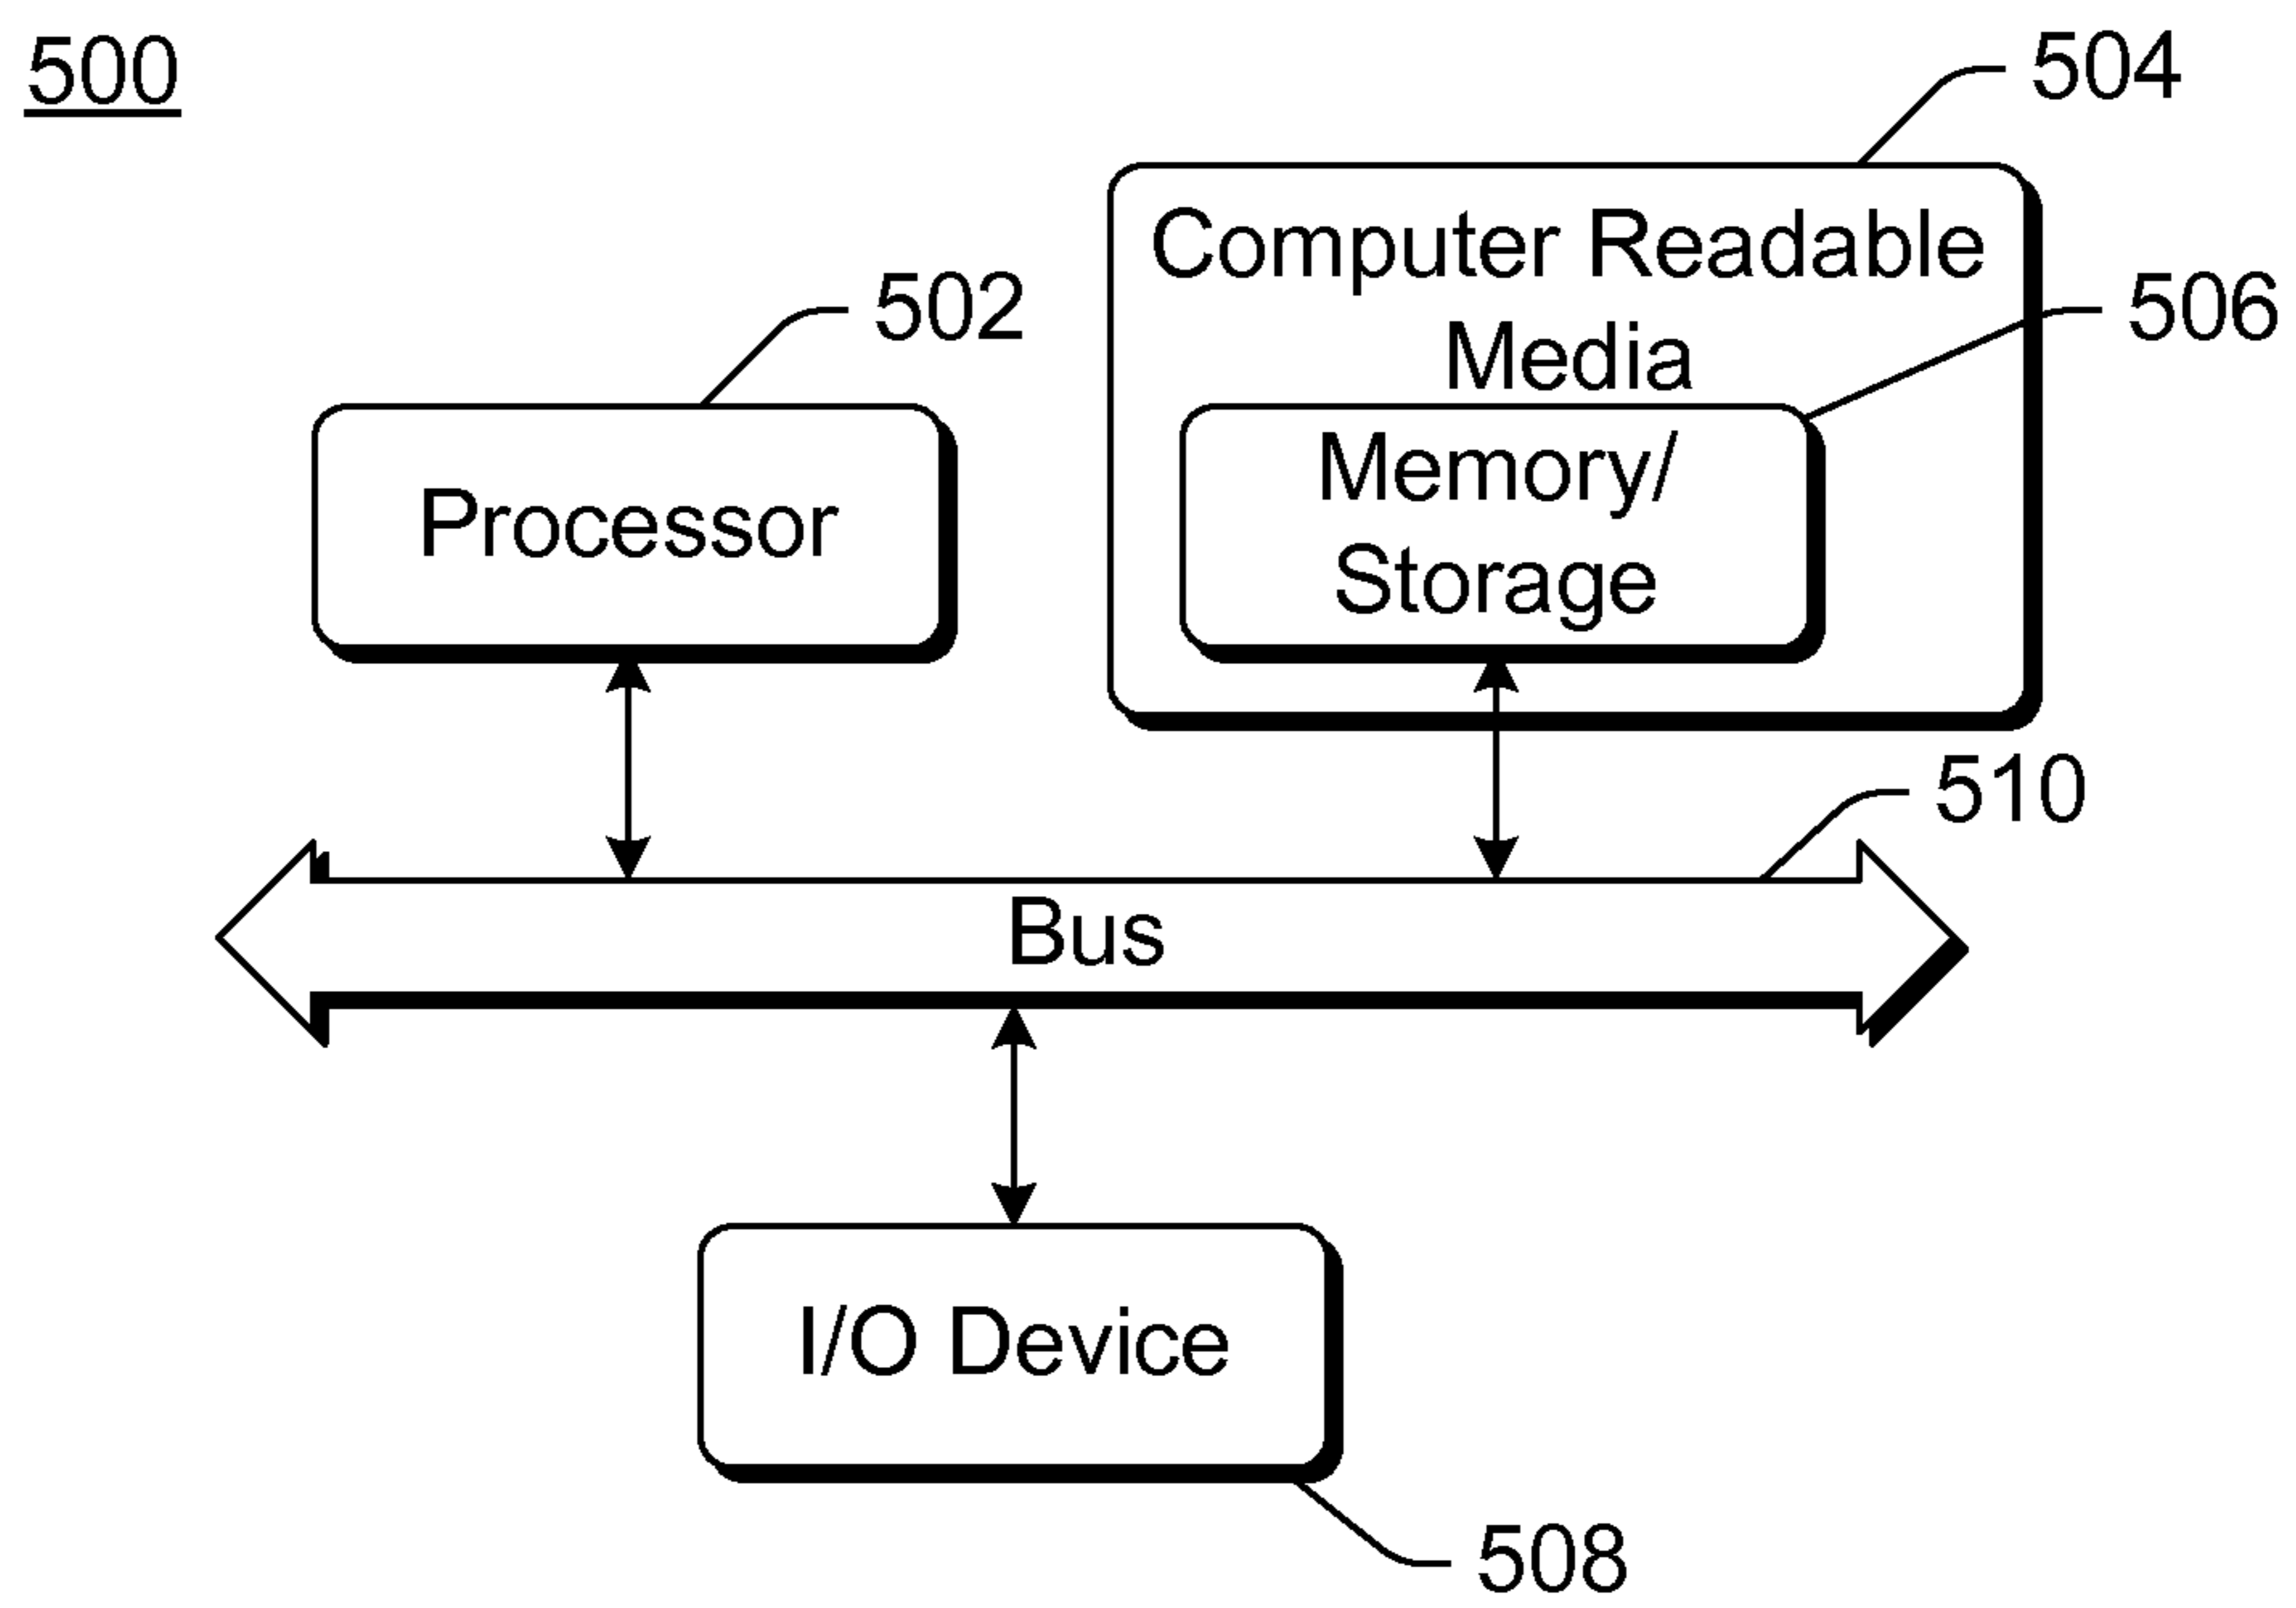 500
504
Computer Readable
Media
506
502
Processor
Memory/
Storage
510
Bus
I/O Device
508